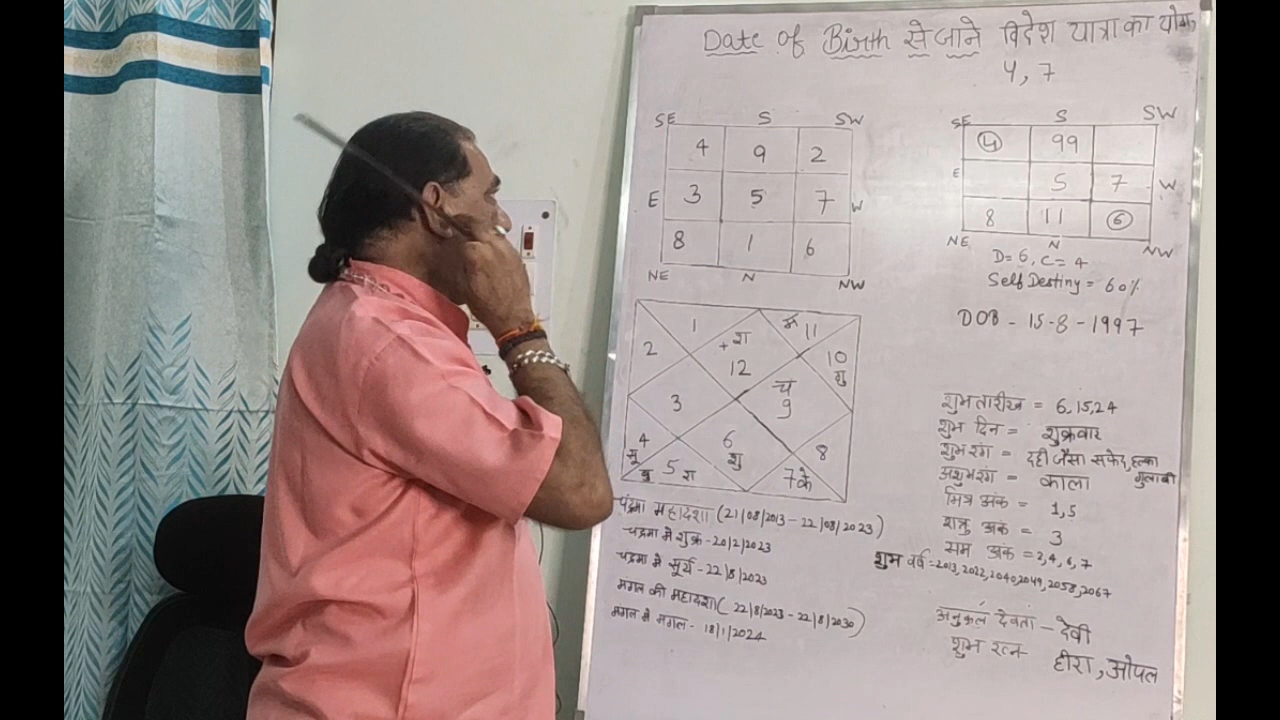 Date of Birth से जाने विदेश यात्रा का योग
4, 7
SE S SW
4 9 2
E 3 5 7 W
8 1 6
NE N NW
SE S SW
4 99
E 5 7 W
8 11 6
NE N NW
D= 6, C= 4
Self Destiny = 60%
DOB - 15-8-1997
1
+ श
12
मं 11
2
10
गु
3
च
9
4
सू
बु 5 रा
6
शु
8
7 के
चंद्रमा महादशा (21/08/2013 - 22/08/2023)
चद्रमा मे शुक्र - 20/2/2023
चद्रमा मे सूर्य - 22/8/2023
मंगल की महादशा (22/8/2023 - 22/8/2030)
मंगल मे मंगल - 18/1/2024
शुभ तारीख = 6,15,24
शुभ दिन = शुक्रवार
शुभ रंग = दही जैसा सफेद, हल्का गुलाबी
अशुभ रंग = काला
मित्र अंक = 1,5
शत्रु अंक = 3
सम अंक = 2,4,6,7
शुभ वर्ष - 2013, 2022, 2040, 2049, 2058, 2067
अनुकूल देवता - देवी
शुभ रत्न - हीरा, ओपल